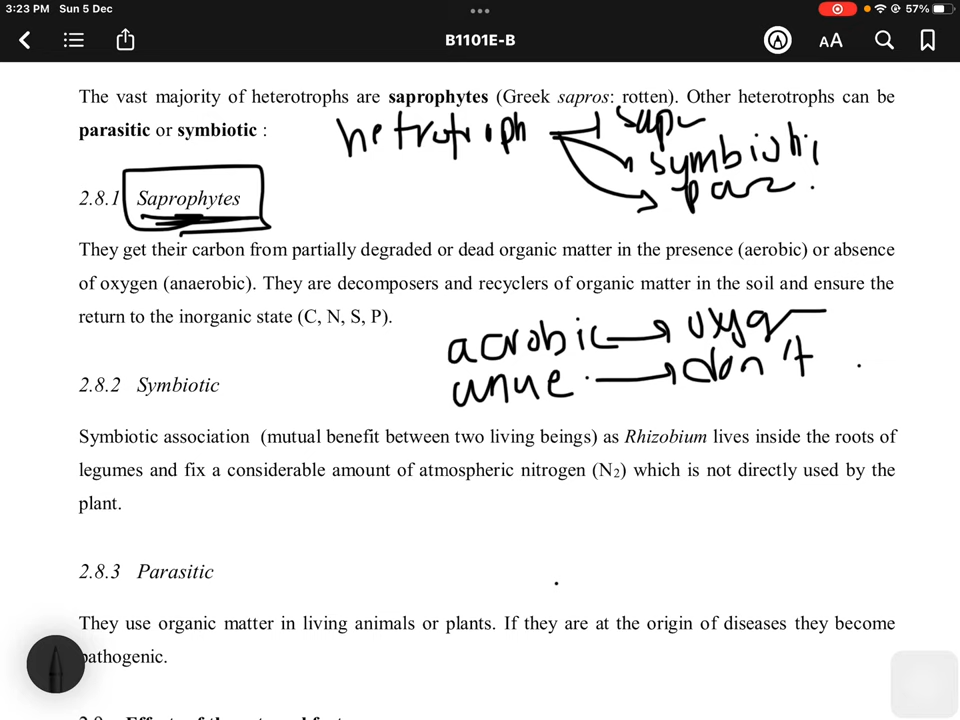 3:23 PM Sun 5 Dec
57%
B1101E-B
AA
The vast majority of heterotrophs are saprophytes (Greek sapros: rotten). Other heterotrophs can be
parasitic or symbiotic :
hetrotroph
sap
symbioti
par
2.8.1 Saprophytes
They get their carbon from partially degraded or dead organic matter in the presence (aerobic) or absence
of oxygen (anaerobic). They are decomposers and recyclers of organic matter in the soil and ensure the
return to the inorganic state (C, N, S, P).
aerobic → oxyg
anae. → don't
2.8.2 Symbiotic
Symbiotic association (mutual benefit between two living beings) as Rhizobium lives inside the roots of
legumes and fix a considerable amount of atmospheric nitrogen (N₂) which is not directly used by the
plant.
2.8.3 Parasitic
They use organic matter in living animals or plants. If they are at the origin of diseases they become
pathogenic.